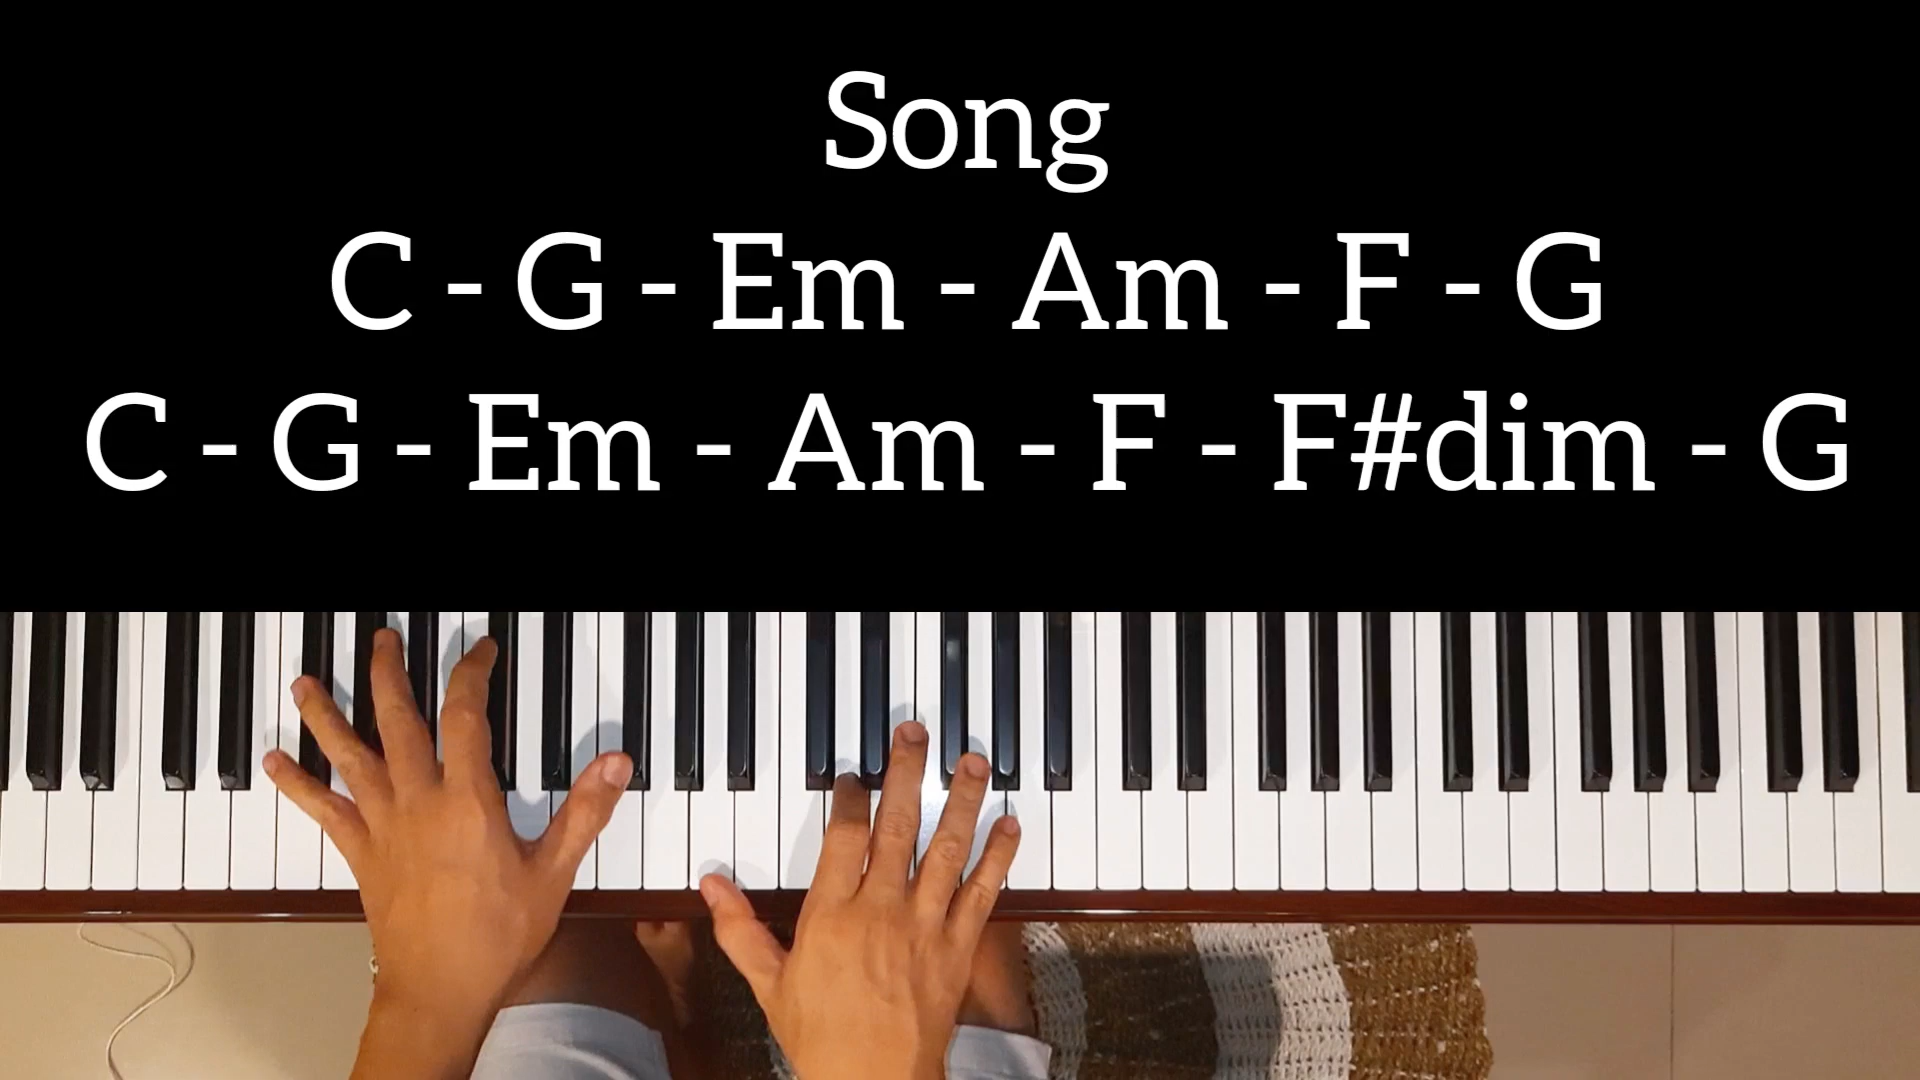 Song
C - G - Em - Am - F - G
C - G - Em - Am - F - F#dim - G